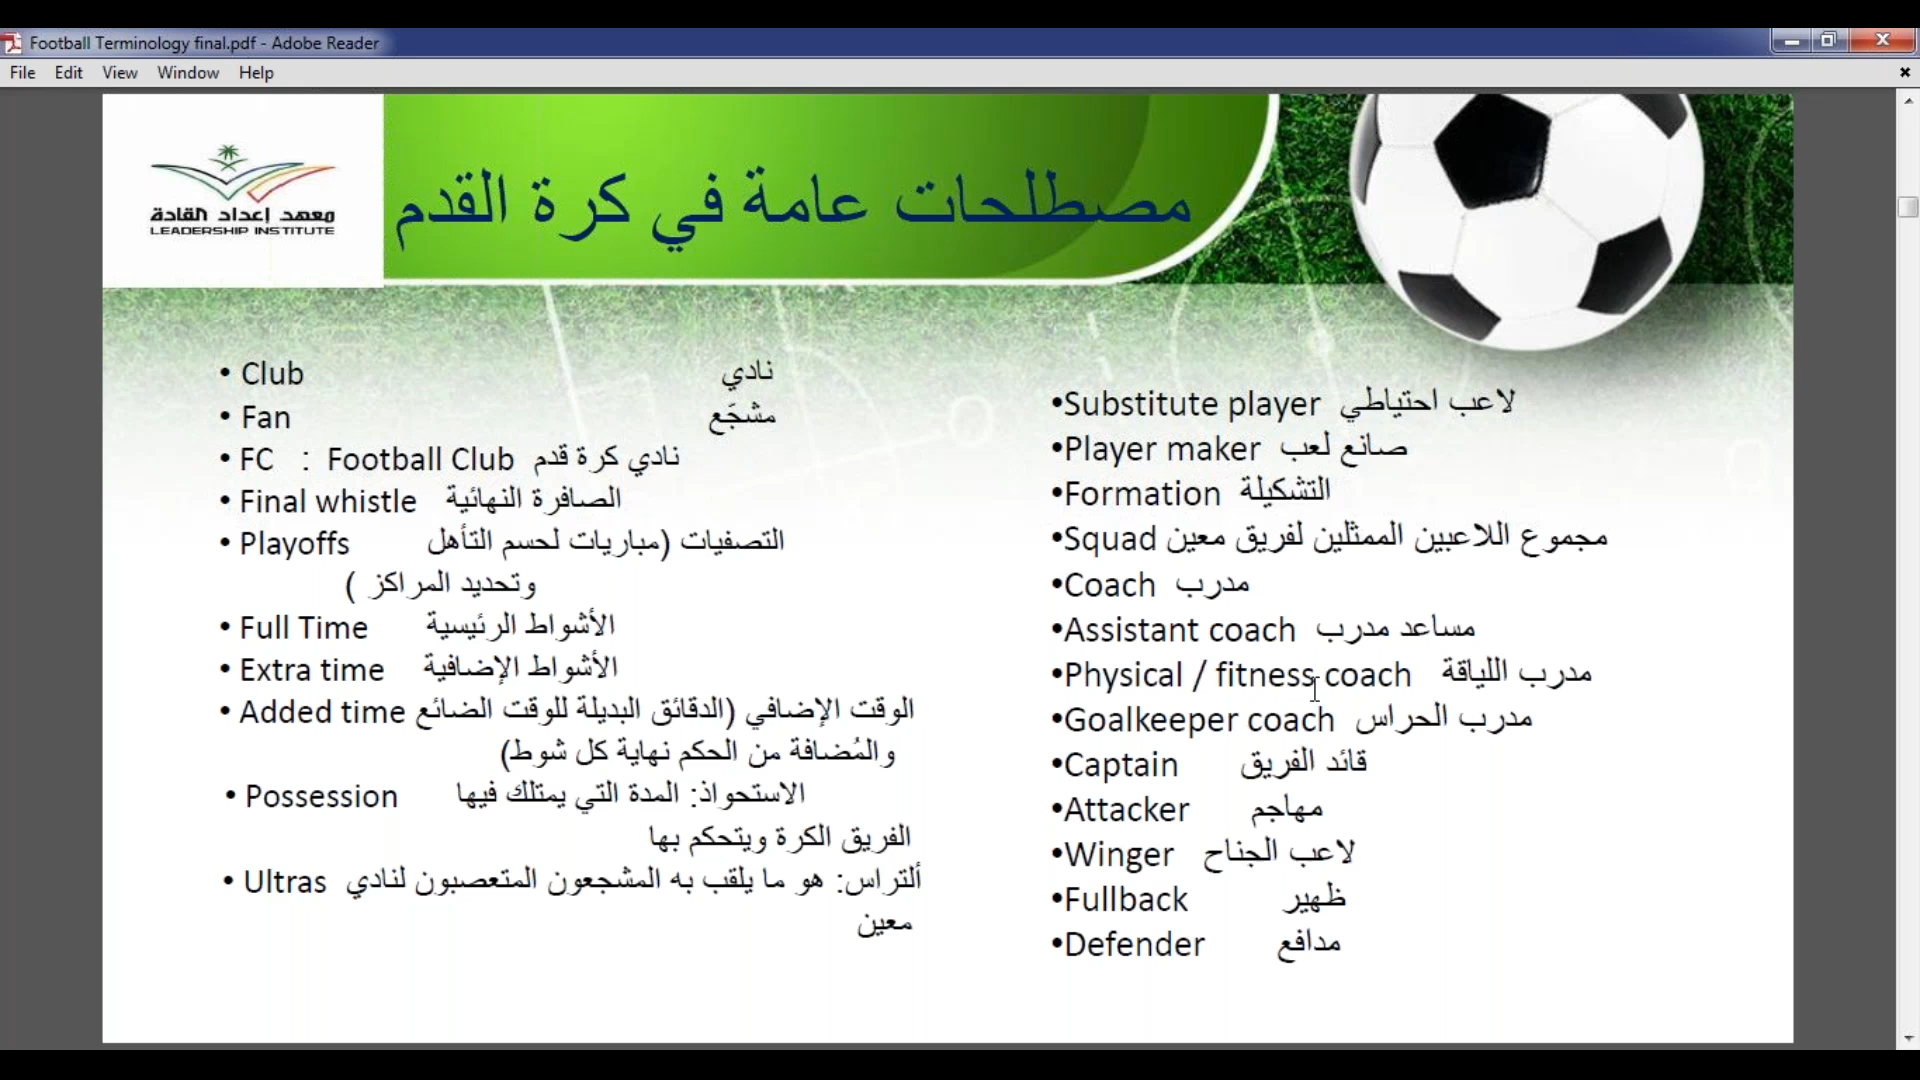 Football Terminology final.pdf - Adobe Reader
File Edit View Window Help
معهد إعداد القادة
LEADERSHIP INSTITUTE
مصطلحات عامة في كرة القدم
• Club نادي
• Fan مشجّع
• FC : Football Club نادي كرة قدم
• Final whistle الصافرة النهائية
• Playoffs التصفيات (مباريات لحسم التأهل
وتحديد المراكز )
• Full Time الأشواط الرئيسية
• Extra time الأشواط الإضافية
• Added time الوقت الإضافي (الدقائق البديلة للوقت الضائع
والمُضافة من الحكم نهاية كل شوط)
• Possession الاستحواذ: المدة التي يمتلك فيها
الفريق الكرة ويتحكم بها
• Ultras ألتراس: هو ما يلقب به المشجعون المتعصبون لنادي
معين
•Substitute player لاعب احتياطي
•Player maker صانع لعب
•Formation التشكيلة
•Squad مجموع اللاعبين الممثلين لفريق معين
•Coach مدرب
•Assistant coach مساعد مدرب
•Physical / fitness coach مدرب اللياقة
•Goalkeeper coach مدرب الحراس
•Captain قائد الفريق
•Attacker مهاجم
•Winger لاعب الجناح
•Fullback ظهير
•Defender مدافع